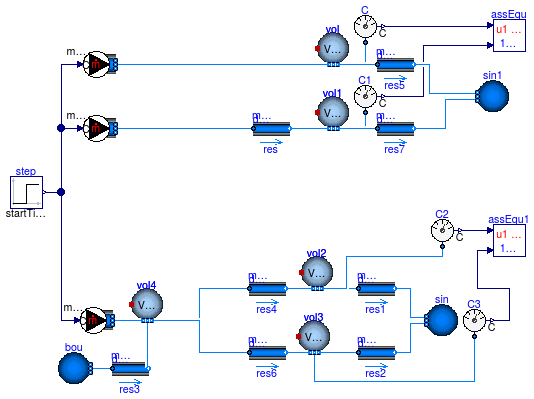 C
assEqu
vol
m...
u1 ...
1...
C
m...
res5
sin1
C1
vol1
m...
C
m...
m...
res
res7
step
startTi...
C2
assEqu1
C
u1 ...
1...
vol2
vol4
V...
m...
m...
res4
res1
C3
sin
m...
vol3
C
V...
bou
m...
m...
m...
res6
res2
res3